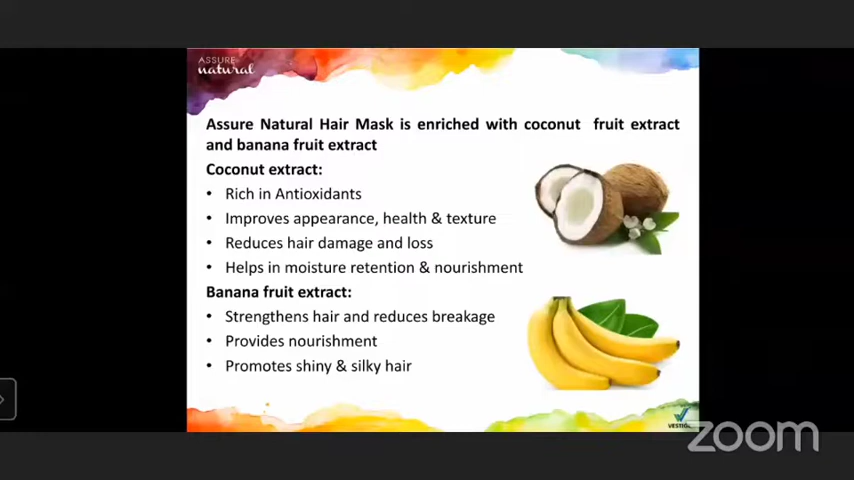 ASSURE
natural
Assure Natural Hair Mask is enriched with coconut fruit extract
and banana fruit extract
Coconut extract:
• Rich in Antioxidants
• Improves appearance, health & texture
• Reduces hair damage and loss
• Helps in moisture retention & nourishment
Banana fruit extract:
• Strengthens hair and reduces breakage
• Provides nourishment
• Promotes shiny & silky hair
zoom